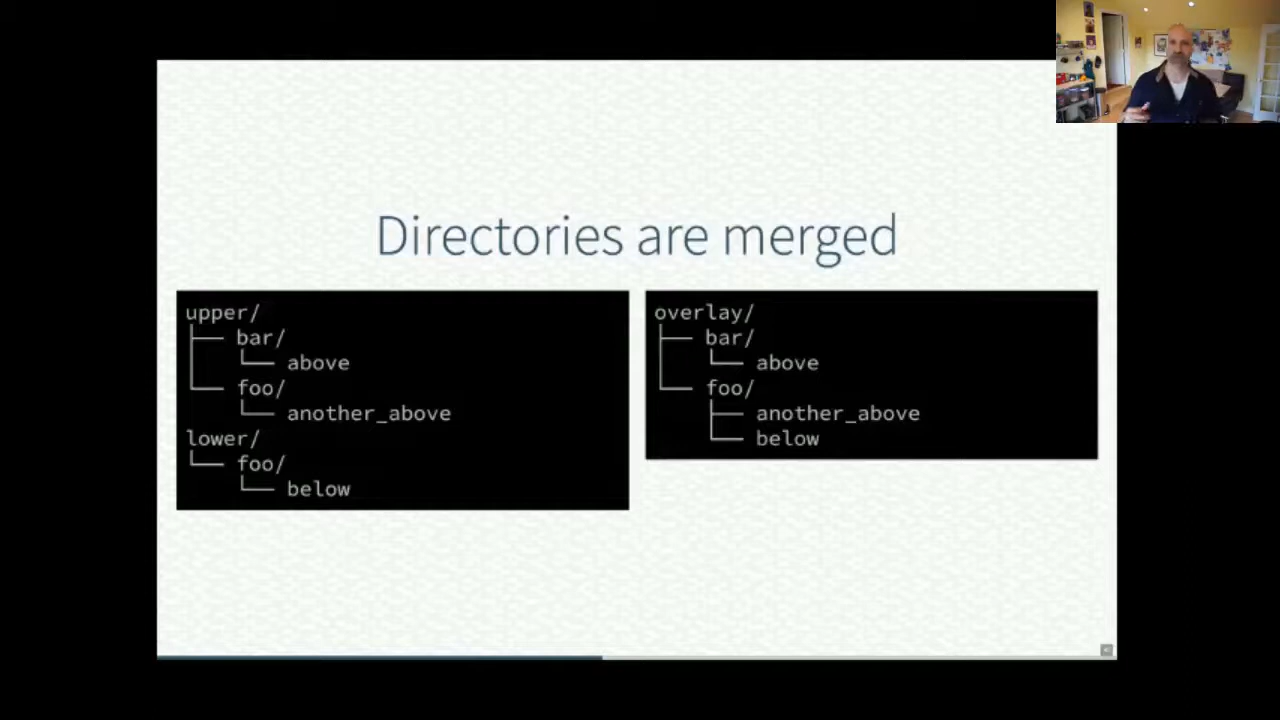 Directories are merged
upper/
├── bar/
│   └── above
└── foo/
    └── another_above
lower/
└── foo/
    └── below
overlay/
├── bar/
│   └── above
└── foo/
    ├── another_above
    └── below